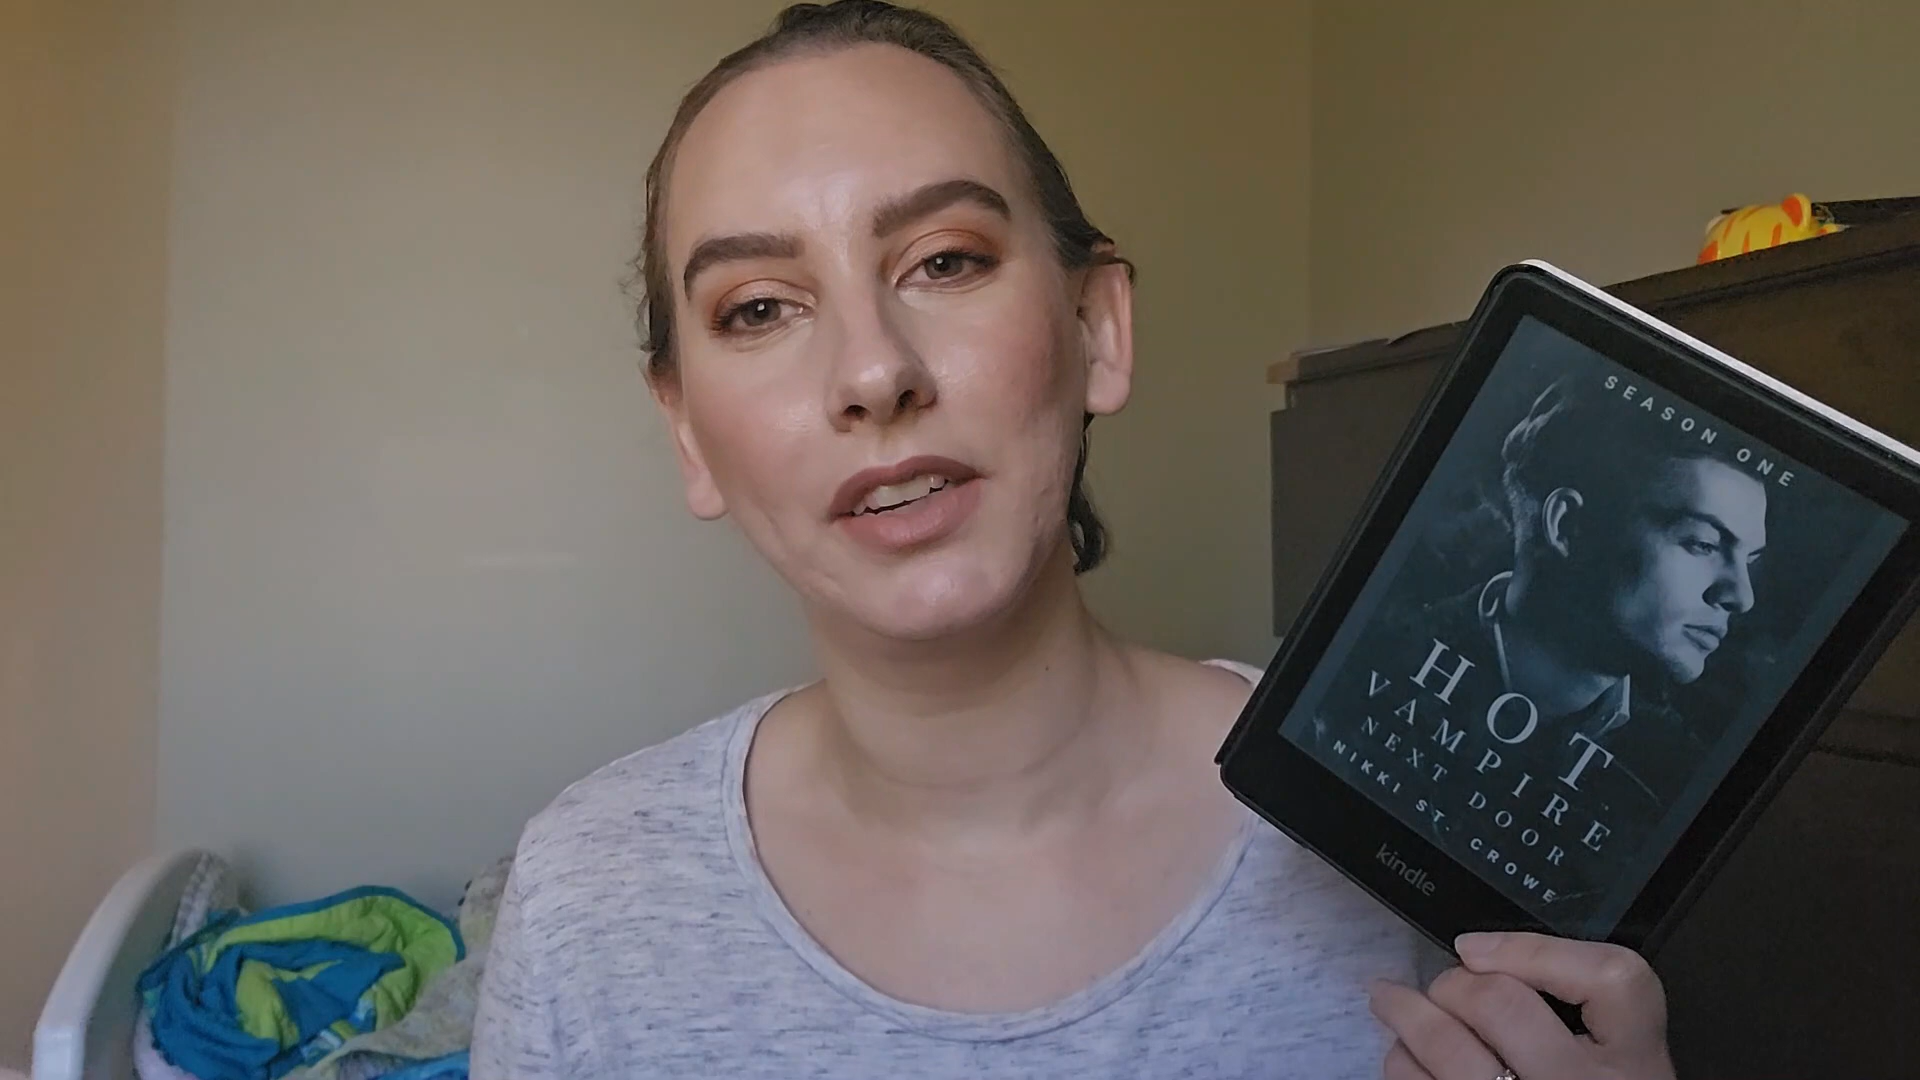 SEASON ONE
HOT
VAMPIRE
NEXT DOOR
NIKKI ST. CROWE
kindle